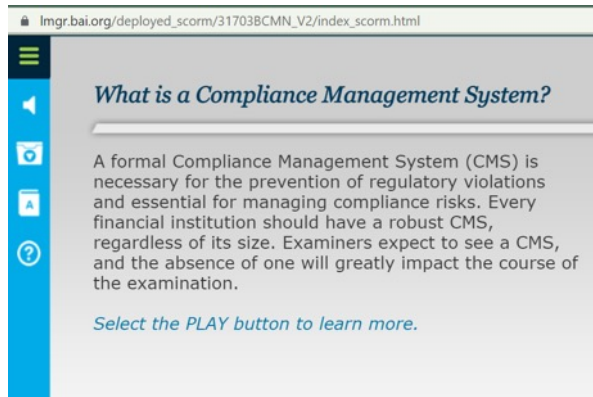 lmgr.bai.org/deployed_scorm/31703BCMN_V2/index_scorm.html
What is a Compliance Management System?
A formal Compliance Management System (CMS) is
necessary for the prevention of regulatory violations
and essential for managing compliance risks. Every
financial institution should have a robust CMS,
regardless of its size. Examiners expect to see a CMS,
and the absence of one will greatly impact the course of
the examination.
A
Select the PLAY button to learn more.